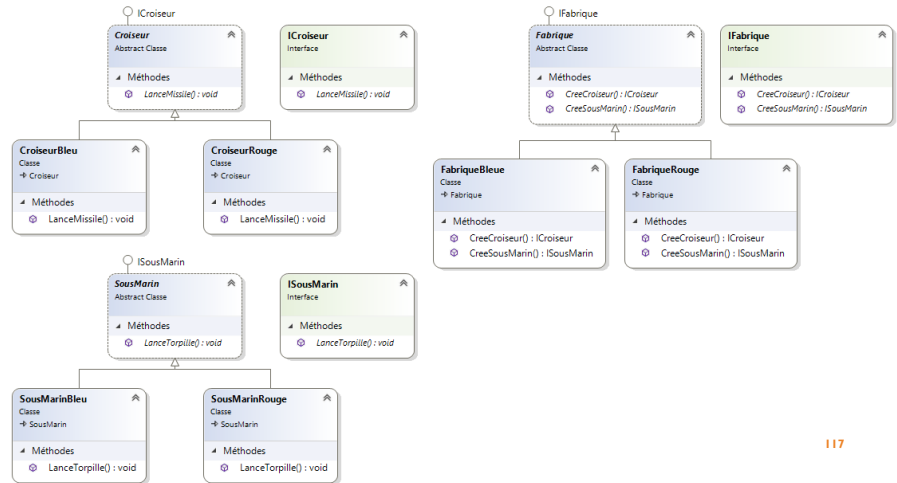 ICroiseur
Croiseur
Abstract Classe
Méthodes
LanceMissile() : void
ICroiseur
Interface
Méthodes
LanceMissile() : void
CroiseurBleu
Classe
Croiseur
Méthodes
LanceMissile() : void
CroiseurRouge
Classe
Croiseur
Méthodes
LanceMissile() : void
ISousMarin
SousMarin
Abstract Classe
Méthodes
LanceTorpille() : void
ISousMarin
Interface
Méthodes
LanceTorpille() : void
SousMarinBleu
Classe
SousMarin
Méthodes
LanceTorpille() : void
SousMarinRouge
Classe
SousMarin
Méthodes
LanceTorpille() : void
IFabrique
Fabrique
Abstract Classe
Méthodes
CreeCroiseur() : ICroiseur
CreeSousMarin() : ISousMarin
IFabrique
Interface
Méthodes
CreeCroiseur() : ICroiseur
CreeSousMarin() : ISousMarin
FabriqueBleue
Classe
Fabrique
Méthodes
CreeCroiseur() : ICroiseur
CreeSousMarin() : ISousMarin
FabriqueRouge
Classe
Fabrique
Méthodes
CreeCroiseur() : ICroiseur
CreeSousMarin() : ISousMarin
117